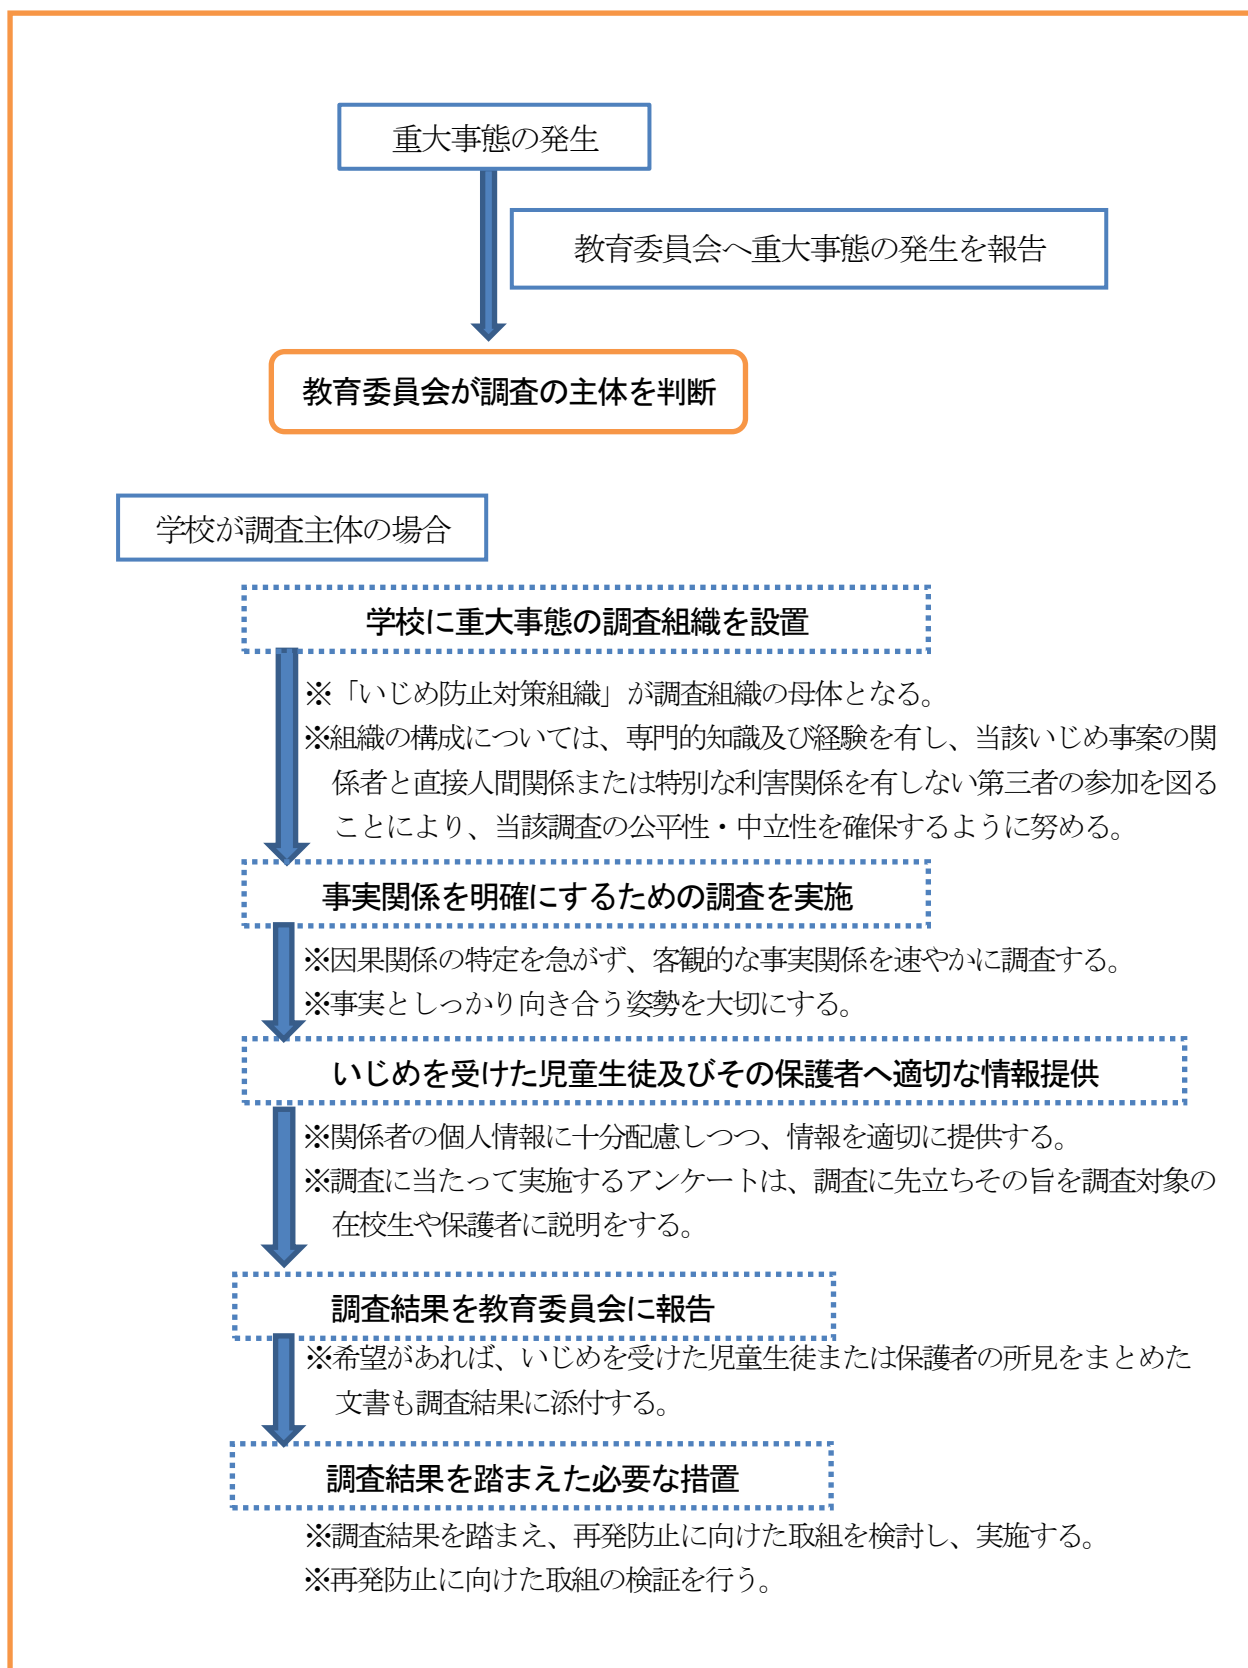 重大事態の発生
教育委員会へ重大事態の発生を報告
教育委員会が調査の主体を判断
学校が調査主体の場合
学校に重大事態の調査組織を設置
※「いじめ防止対策組織」が調査組織の母体となる。
※組織の構成については、専門的知識及び経験を有し、当該いじめ事案の関
係者と直接人間関係または特別な利害関係を有しない第三者の参加を図る
ことにより、当該調査の公平性・中立性を確保するように努める。
事実関係を明確にするための調査を実施
※因果関係の特定を急がず、客観的な事実関係を速やかに調査する。
※事実としっかり向き合う姿勢を大切にする。
いじめを受けた児童生徒及びその保護者へ適切な情報提供
※関係者の個人情報に十分配慮しつつ、情報を適切に提供する。
※調査に当たって実施するアンケートは、調査に先立ちその旨を調査対象の
在校生や保護者に説明をする。
調査結果を教育委員会に報告
※希望があれば、いじめを受けた児童生徒または保護者の所見をまとめた
文書も調査結果に添付する。
調査結果を踏まえた必要な措置
※調査結果を踏まえ、再発防止に向けた取組を検討し、実施する。
※再発防止に向けた取組の検証を行う。